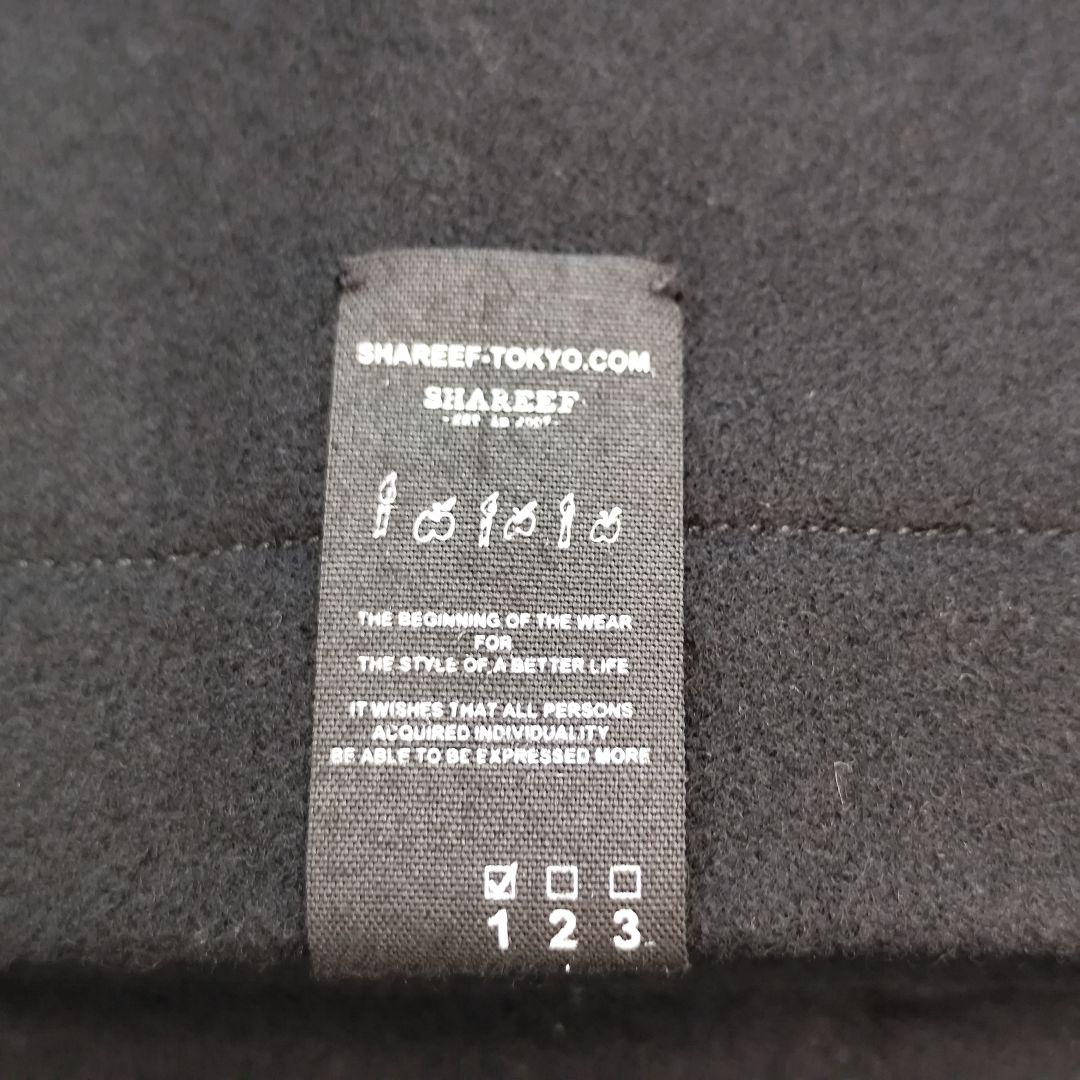 SHAREEF-TOKYO.COM
SHAREEF
THE BEGINNING OF THE WEAR
FOR
THE STYLE OF A BETTER LIFE
IT WISHES THAT ALL PERSONS
ACQUIRED INDIVIDUALITY
BE ABLE TO BE EXPRESSED MORE
1 2 3